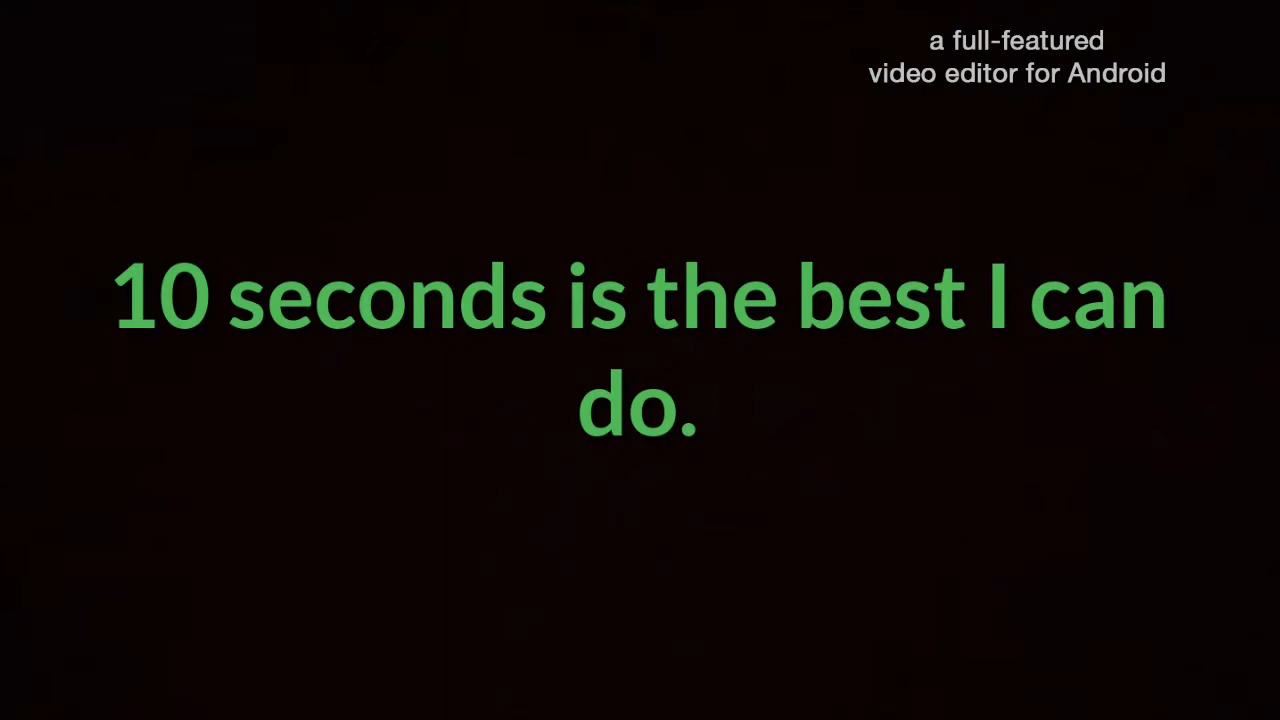 a full-featured
video editor for Android
10 seconds is the best I can
do.